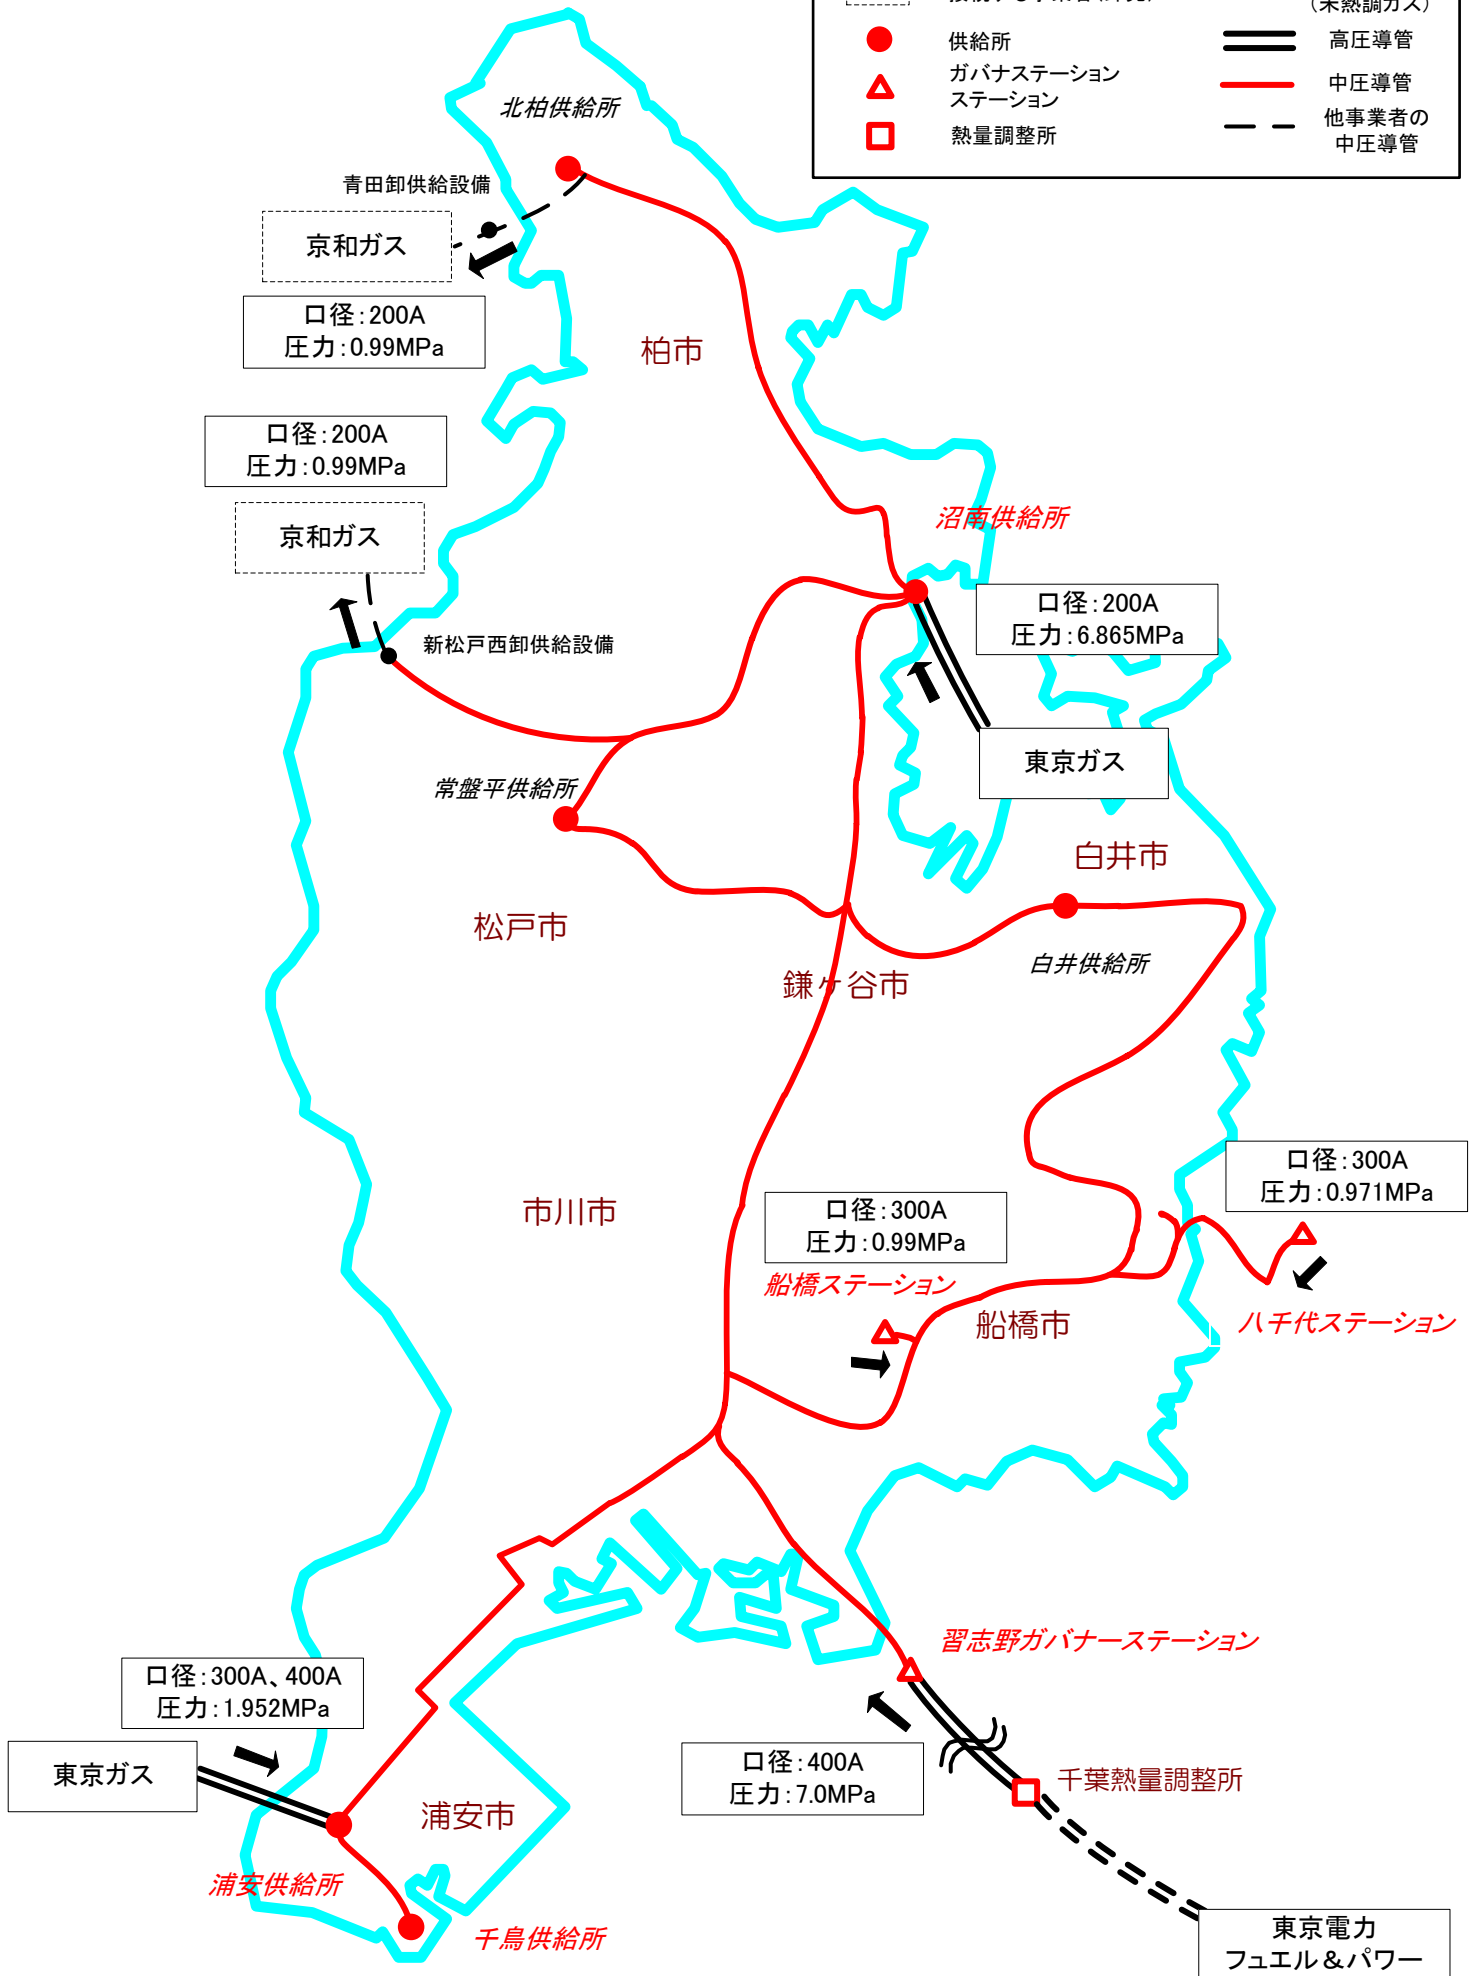 (未熱調ガス)
供給所
高圧導管
ガバナステーション
ステーション
中圧導管
熱量調整所
他事業者の
中圧導管
北柏供給所
青田卸供給設備
京和ガス
口径:200A
圧力:0.99MPa
柏市
口径:200A
圧力:0.99MPa
京和ガス
沼南供給所
口径:200A
圧力:6.865MPa
新松戸西卸供給設備
東京ガス
常盤平供給所
白井市
松戸市
白井供給所
鎌ヶ谷市
口径:300A
圧力:0.971MPa
市川市
口径:300A
圧力:0.99MPa
船橋ステーション
船橋市
八千代ステーション
習志野ガバナーステーション
口径:300A、400A
圧力:1.952MPa
東京ガス
口径:400A
圧力:7.0MPa
千葉熱量調整所
浦安市
浦安供給所
千鳥供給所
東京電力
フュエル&パワー